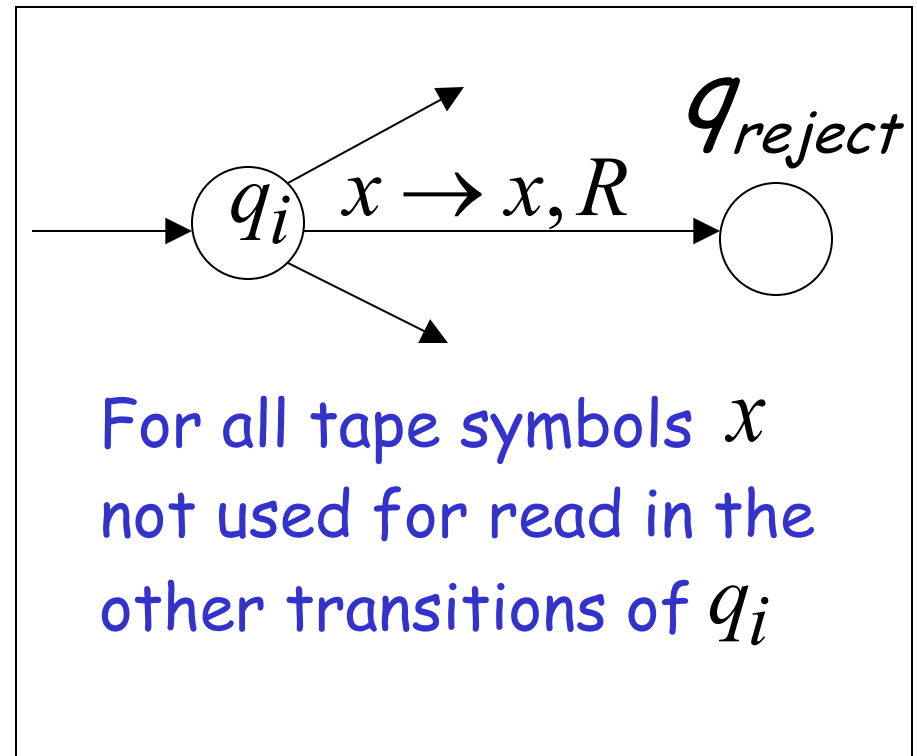 q_reject
q_i x → x, R
For all tape symbols x
not used for read in the
other transitions of q_i